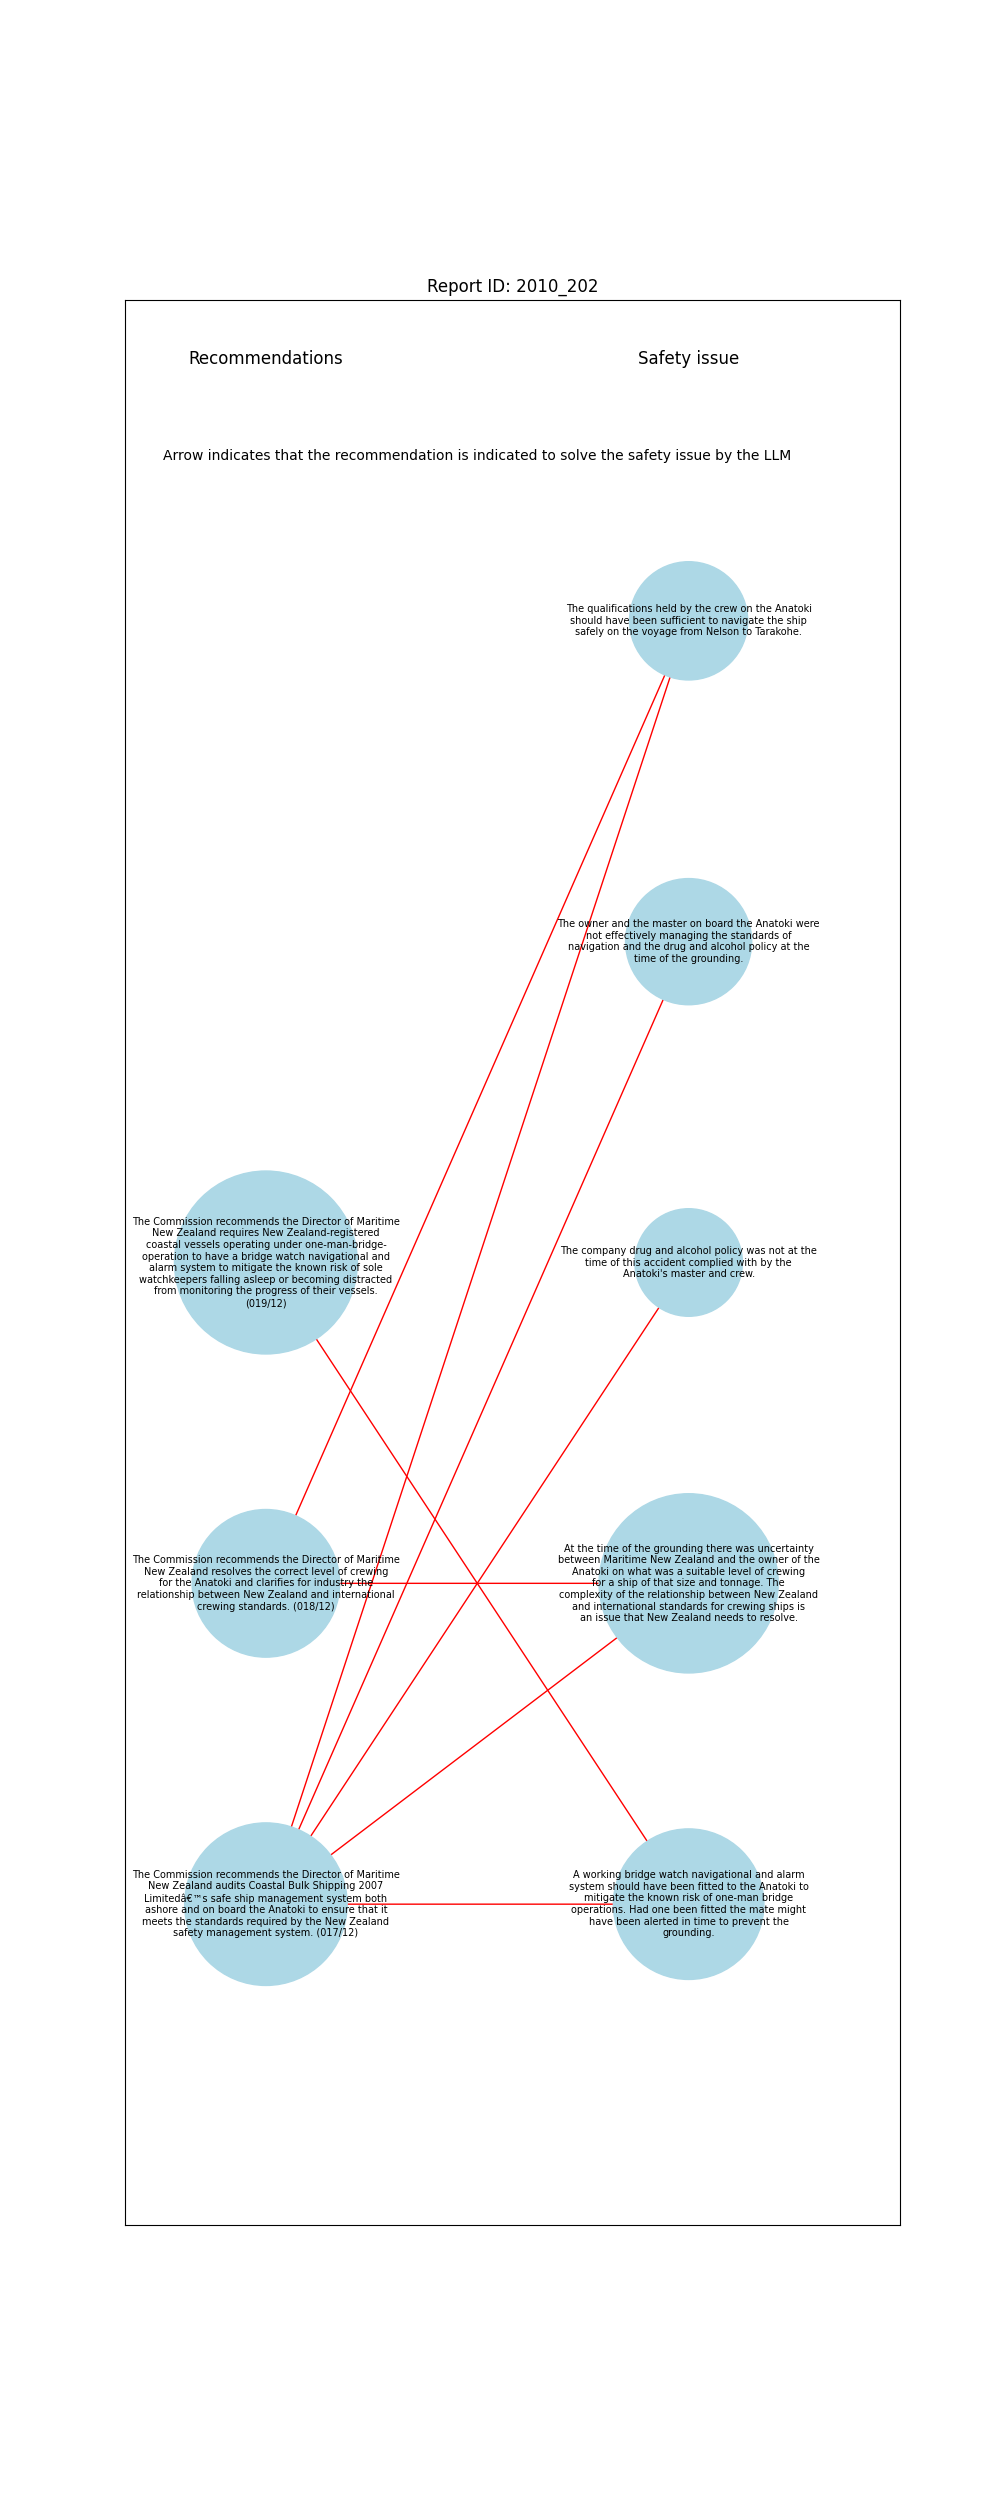 Report ID: 2010_202
Recommendations
Safety issue
Arrow indicates that the recommendation is indicated to solve the safety issue by the LLM
The qualifications held by the crew on the Anatoki
should have been sufficient to navigate the ship
safely on the voyage from Nelson to Tarakohe.
The owner and the master on board the Anatoki were
not effectively managing the standards of
navigation and the drug and alcohol policy at the
time of the grounding.
The Commission recommends the Director of Maritime
New Zealand requires New Zealand-registered
coastal vessels operating under one-man-bridge-
operation to have a bridge watch navigational and
alarm system to mitigate the known risk of sole
watchkeepers falling asleep or becoming distracted
from monitoring the progress of their vessels.
(019/12)
The company drug and alcohol policy was not at the
time of this accident complied with by the
Anatoki's master and crew.
The Commission recommends the Director of Maritime
New Zealand resolves the correct level of crewing
for the Anatoki and clarifies for industry the
relationship between New Zealand and international
crewing standards. (018/12)
At the time of the grounding there was uncertainty
between Maritime New Zealand and the owner of the
Anatoki on what was a suitable level of crewing
for a ship of that size and tonnage. The
complexity of the relationship between New Zealand
and international standards for crewing ships is
an issue that New Zealand needs to resolve.
The Commission recommends the Director of Maritime
New Zealand audits Coastal Bulk Shipping 2007
Limitedâ€™s safe ship management system both
ashore and on board the Anatoki to ensure that it
meets the standards required by the New Zealand
safety management system. (017/12)
A working bridge watch navigational and alarm
system should have been fitted to the Anatoki to
mitigate the known risk of one-man bridge
operations. Had one been fitted the mate might
have been alerted in time to prevent the
grounding.